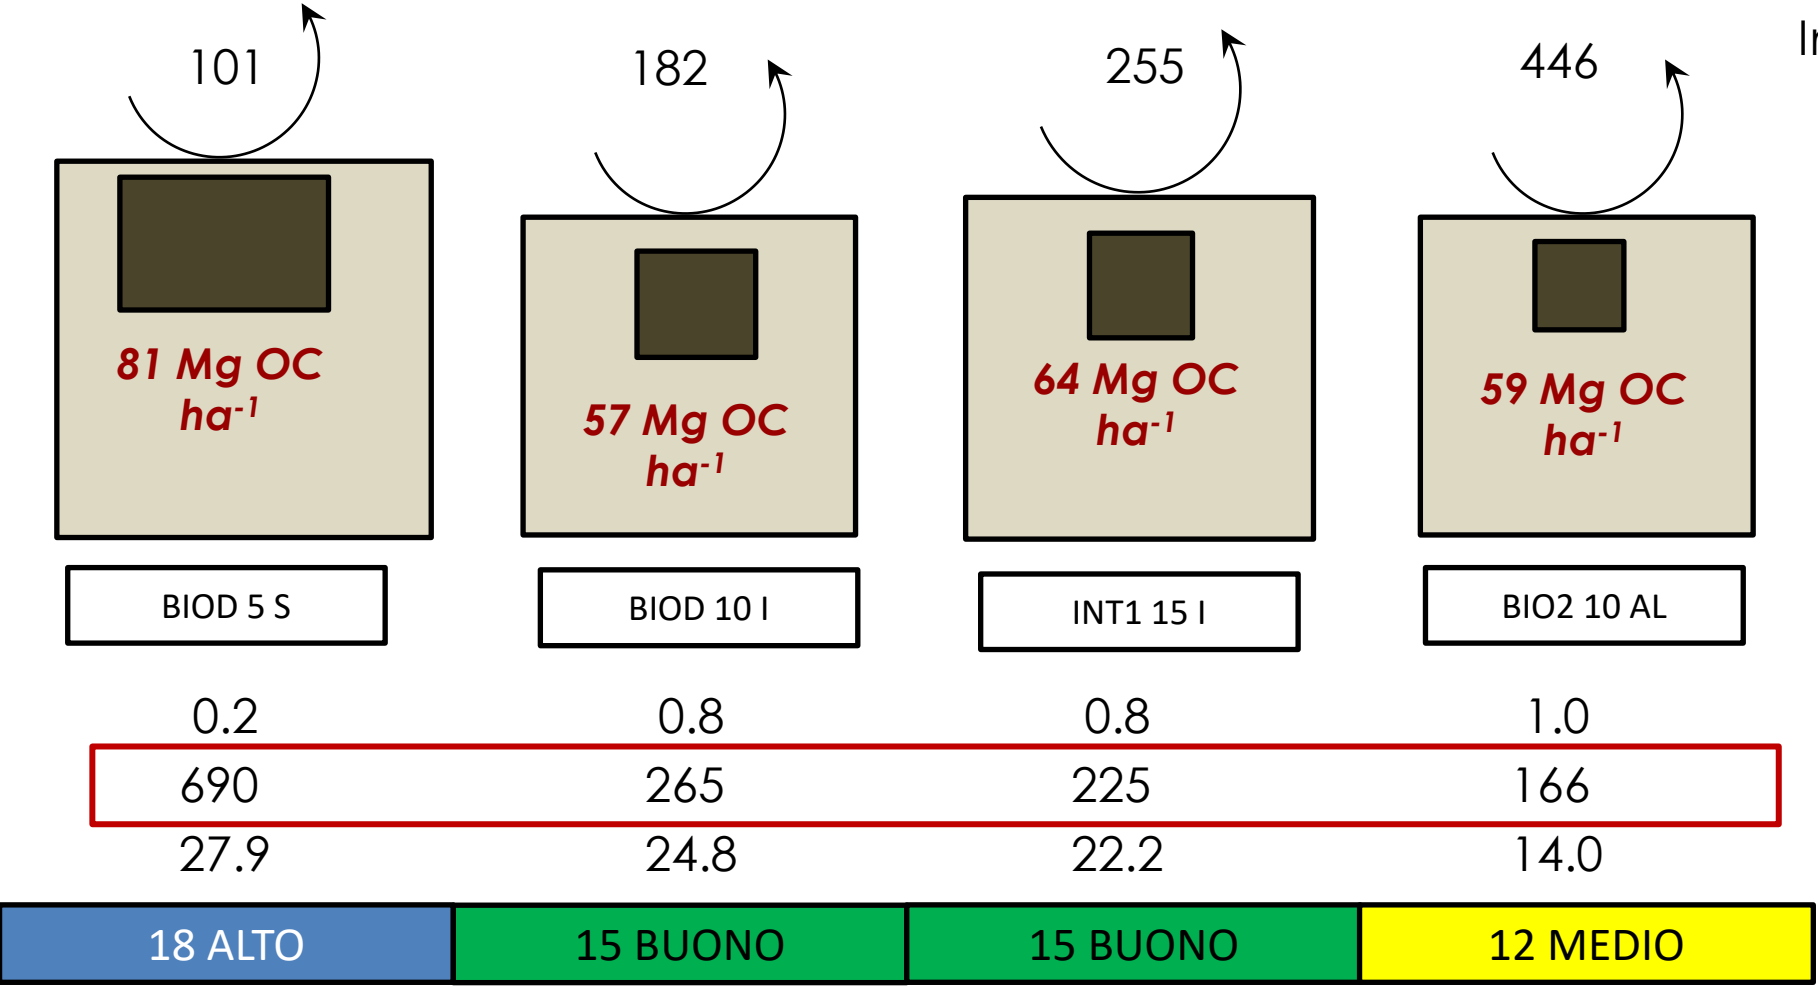 101 182 255 446
81 Mg OC
ha⁻¹
57 Mg OC
ha⁻¹
64 Mg OC
ha⁻¹
59 Mg OC
ha⁻¹
BIOD 5 S BIOD 10 I INT1 15 I BIO2 10 AL
0.2 0.8 0.8 1.0
690 265 225 166
27.9 24.8 22.2 14.0
18 ALTO 15 BUONO 15 BUONO 12 MEDIO